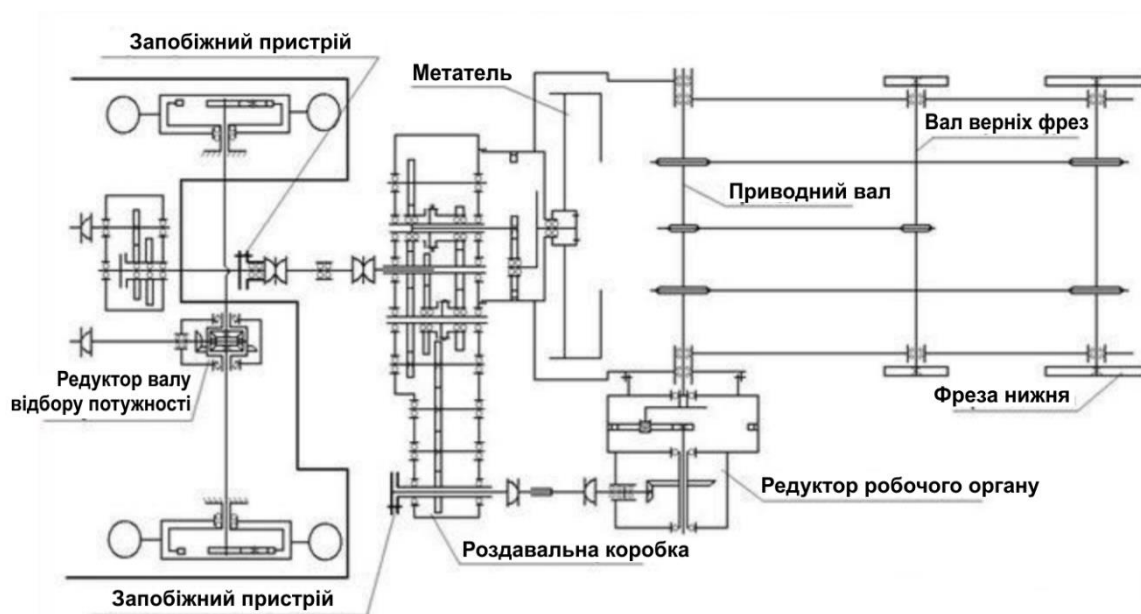 Запобіжний пристрій
Метатель
Вал верніх фрез
Приводний вал
Редуктор валу
відбору потужності
Фреза нижня
Редуктор робочого органу
Роздавальна коробка
Запобіжний пристрій